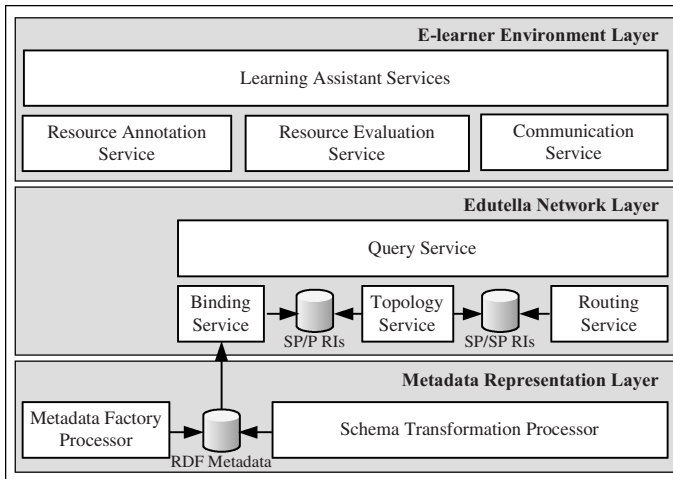 E-learner Environment Layer
Learning Assistant Services
Resource Annotation
Service
Resource Evaluation
Service
Communication
Service
Edutella Network Layer
Query Service
Binding
Service
SP/P RIs
Topology
Service
SP/SP RIs
Routing
Service
Metadata Representation Layer
Metadata Factory
Processor
RDF Metadata
Schema Transformation Processor